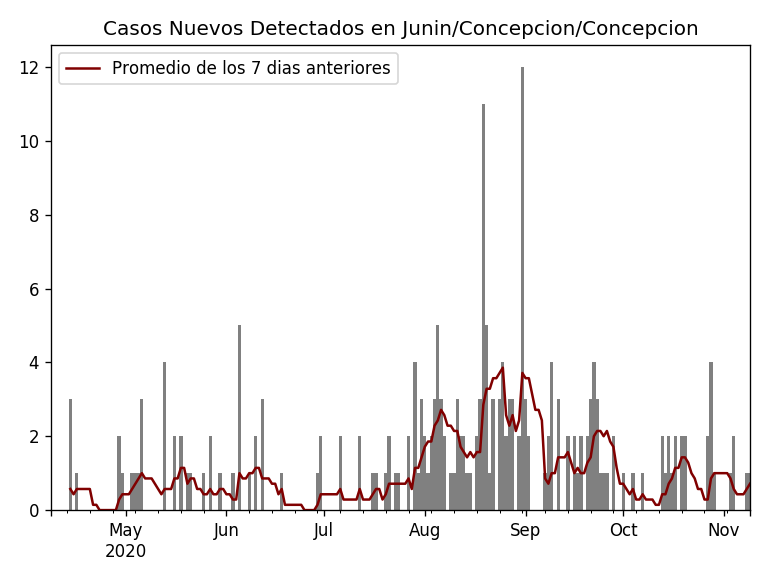 Casos Nuevos Detectados en Junin/Concepcion/Concepcion
Promedio de los 7 dias anteriores
12
10
8
6
4
2
0
May Jun Jul Aug Sep Oct Nov
2020